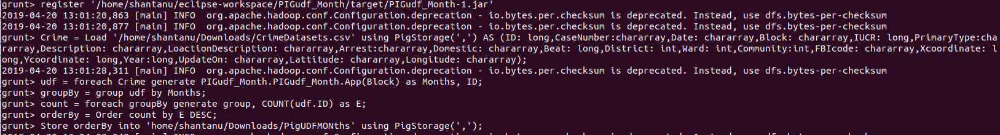 grunt> register '/home/shantanu/eclipse-workspace/PIGudf_Month/target/PIGudf_Month-1.jar'
2019-04-20 13:01:20,863 [main] INFO  org.apache.hadoop.conf.Configuration.deprecation - io.bytes.per.checksum is deprecated. Instead, use dfs.bytes-per-checksum
2019-04-20 13:01:20,877 [main] INFO  org.apache.hadoop.conf.Configuration.deprecation - io.bytes.per.checksum is deprecated. Instead, use dfs.bytes-per-checksum
grunt> Crime = Load '/home/shantanu/Downloads/CrimeDatasets.csv' using PigStorage(',') AS (ID: long,CaseNumber:chararray,Date: chararray,Block: chararray,IUCR: long,PrimaryType:cha
rarray,Description: chararray,LoactionDescription: chararray,Arrest:chararray,Domestic: chararray,Beat: long,District: int,Ward: int,Community:int,FBIcode: chararray,Xcoordinate: l
ong,Ycoordinate: long,Year:long,UpdateOn: chararray,Lattitude: chararray,Longitude: chararray);
2019-04-20 13:01:28,311 [main] INFO  org.apache.hadoop.conf.Configuration.deprecation - io.bytes.per.checksum is deprecated. Instead, use dfs.bytes-per-checksum
grunt> udf = foreach Crime generate PIGudf_Month.PIGudf_Month.App(Block) as Months, ID;
grunt> groupBy = group udf by Months;
grunt> count = foreach groupBy generate group, COUNT(udf.ID) as E;
grunt> orderBy = Order count by E DESC;
grunt> Store orderBy into 'home/shantanu/Downloads/PigUDFMONths' using PigStorage(',');